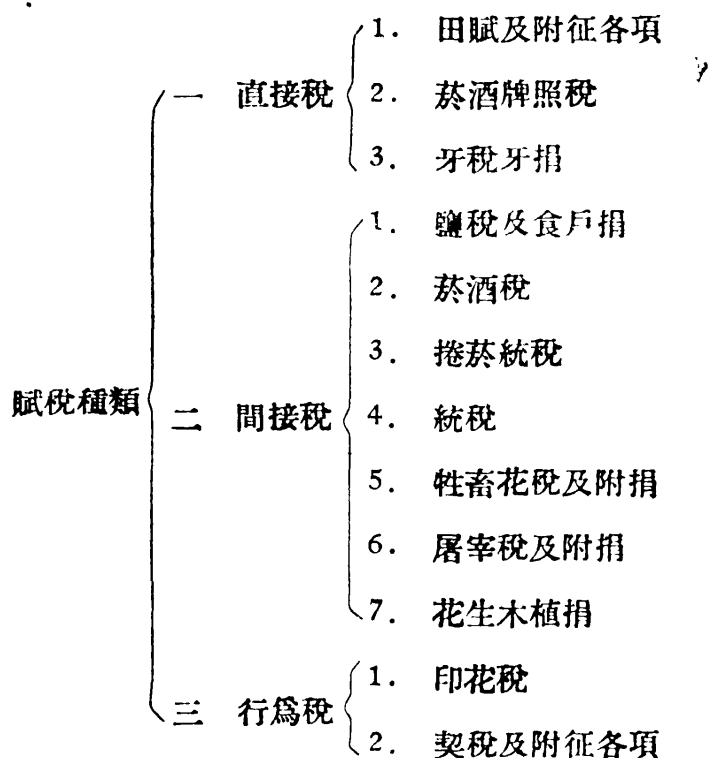 賦稅種類
一 直接稅
1. 田賦及附征各項
2. 菸酒牌照稅
3. 牙稅牙捐
二 間接稅
1. 鹽稅及食戶捐
2. 菸酒稅
3. 捲菸統稅
4. 統稅
5. 牲畜花稅及附捐
6. 屠宰稅及附捐
7. 花生木植捐
三 行爲稅
1. 印花稅
2. 契稅及附征各項